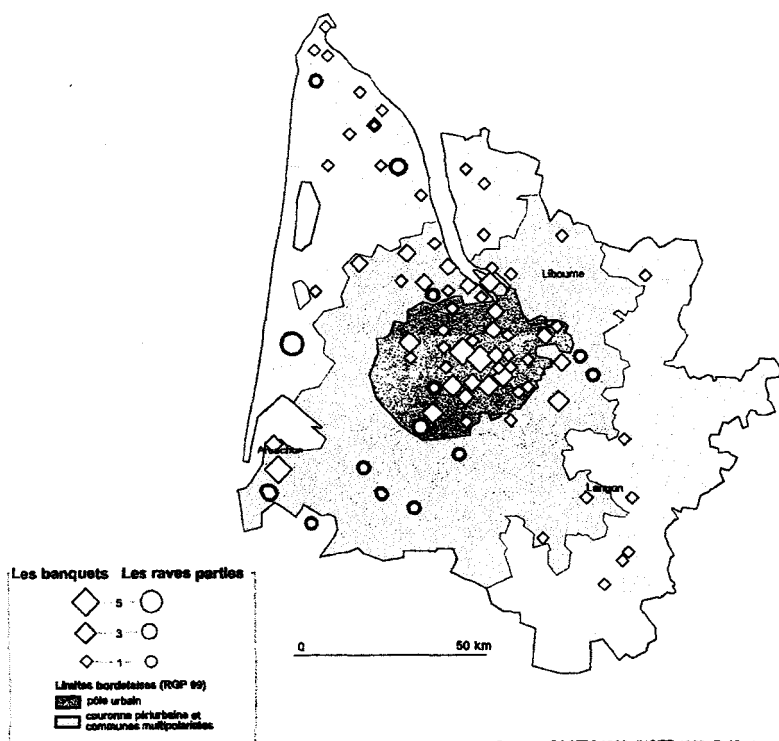 Libourne
Arcachon
Langon
Les banquets Les raves parties
5
3
1
0 50 km
Limites bordelaises (RGP 99)
pôle urbain
couronne périurbaine et
communes multipolarisées